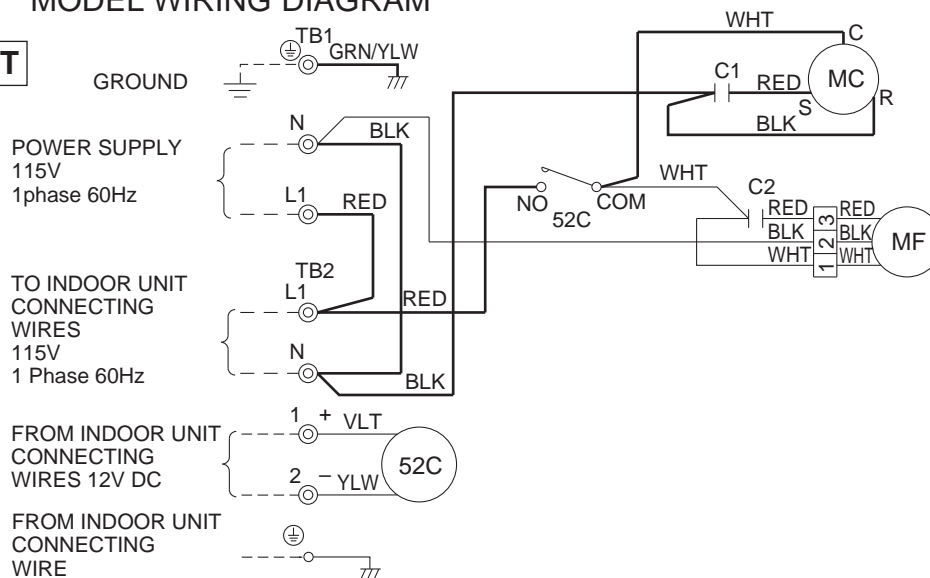 MODEL WIRING DIAGRAM
T
GROUND
TB1
GRN/YLW
WHT
C
C1
RED
MC
S
R
BLK
POWER SUPPLY
115V
1phase 60Hz
N
BLK
L1
RED
WHT
NO
52C
COM
C2
RED
3
RED
BLK
2
BLK
WHT
1
WHT
MF
TO INDOOR UNIT
CONNECTING
WIRES
115V
1 Phase 60Hz
TB2
L1
RED
N
BLK
FROM INDOOR UNIT
CONNECTING
WIRES 12V DC
1 + VLT
52C
2 – YLW
FROM INDOOR UNIT
CONNECTING
WIRE